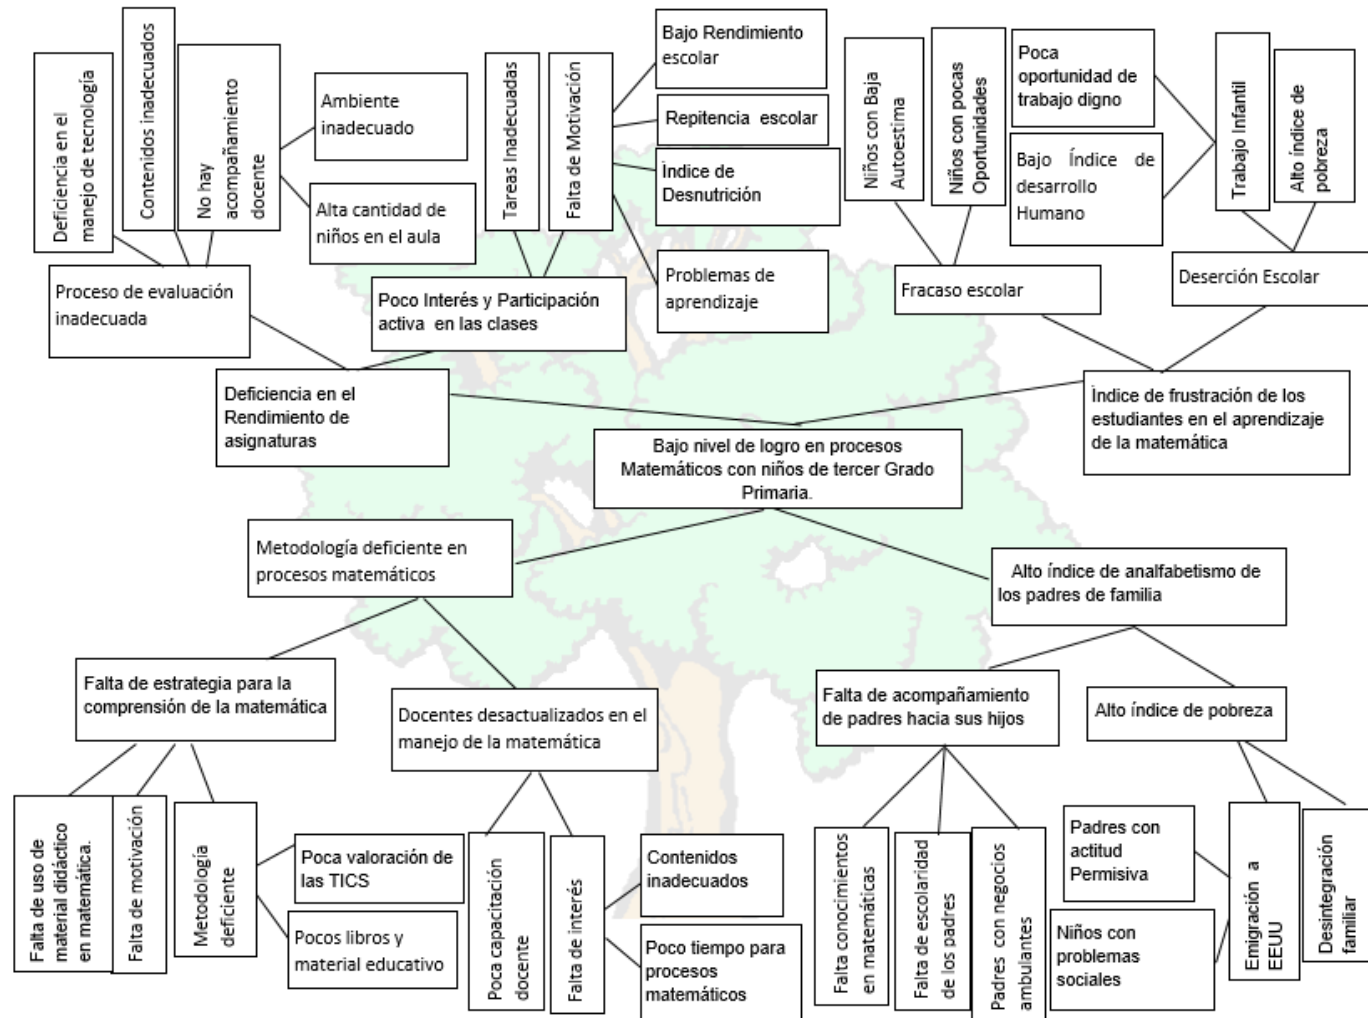 Deficiencia en el
manejo de tecnología
Contenidos inadecuados
No hay
acompañamiento
docente
Ambiente
inadecuado
Alta cantidad de
niños en el aula
Tareas Inadecuadas
Falta de Motivación
Bajo Rendimiento
escolar
Repitencia escolar
Índice de
Desnutrición
Problemas de
aprendizaje
Niños con Baja
Autoestima
Niños con pocas
Oportunidades
Poca
oportunidad de
trabajo digno
Bajo Índice de
desarrollo
Humano
Trabajo Infantil
Alto índice de
pobreza
Proceso de evaluación
inadecuada
Poco Interés y Participación
activa en las clases
Fracaso escolar
Deserción Escolar
Deficiencia en el
Rendimiento de
asignaturas
Índice de frustración de los
estudiantes en el aprendizaje
de la matemática
Bajo nivel de logro en procesos
Matemáticos con niños de tercer Grado
Primaria.
Metodología deficiente en
procesos matemáticos
Alto índice de analfabetismo de
los padres de familia
Falta de estrategia para la
comprensión de la matemática
Docentes desactualizados en el
manejo de la matemática
Falta de acompañamiento
de padres hacia sus hijos
Alto índice de pobreza
Falta de uso de
material didáctico
en matemática.
Falta de motivación
Metodología
deficiente
Poca valoración de
las TICS
Pocos libros y
material educativo
Poca capacitación
docente
Falta de interés
Contenidos
inadecuados
Poco tiempo para
procesos
matemáticos
Falta conocimientos
en matemáticas
Falta de escolaridad
de los padres
Padres con negocios
ambulantes
Padres con
actitud
Permisiva
Niños con
problemas
sociales
Emigración a
EEUU
Desintegración
familiar